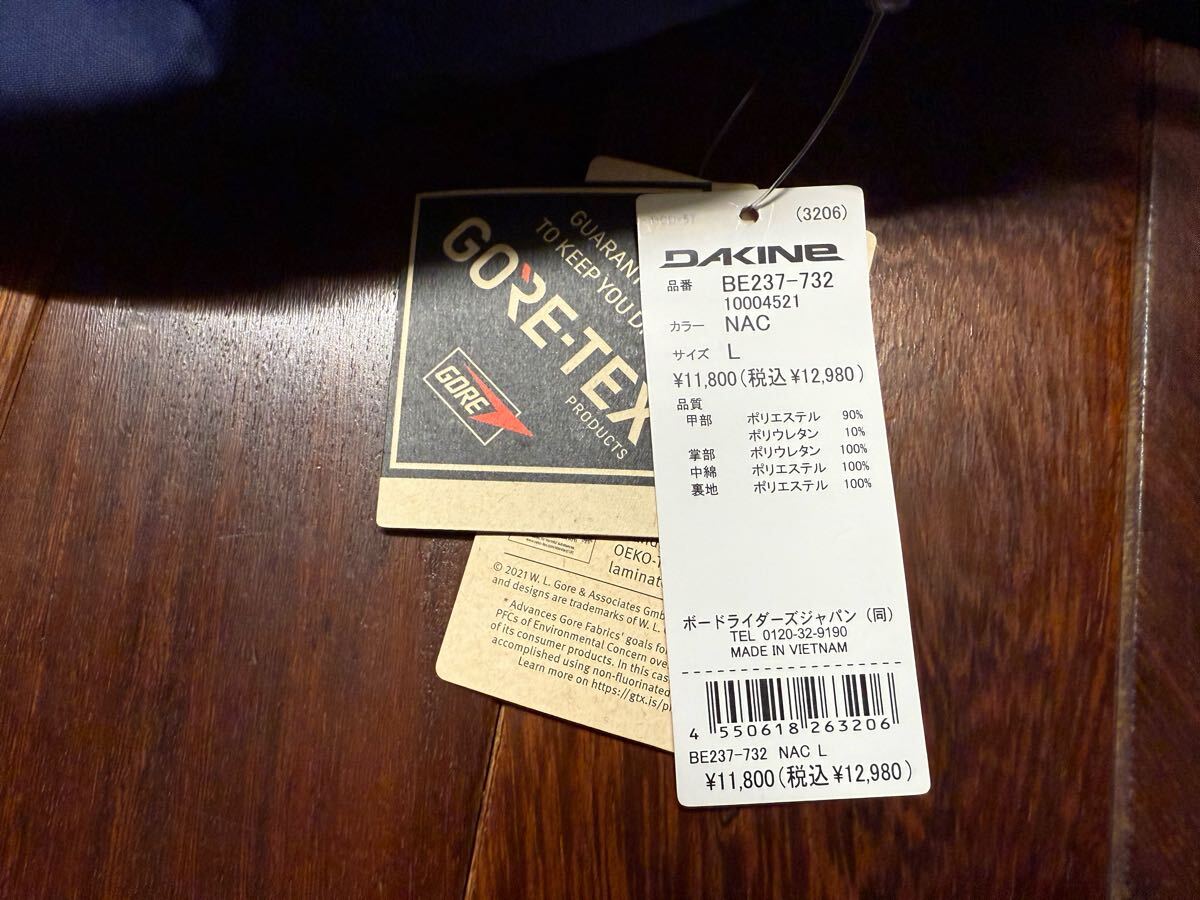 (3206)
DAKINE
品番 BE237-732
10004521
カラー NAC
サイズ L
¥11,800(税込¥12,980)
品質
甲部 ポリエステル 90%
ポリウレタン 10%
掌部 ポリウレタン 100%
中綿 ポリエステル 100%
裏地 ポリエステル 100%
ボードライダーズジャパン(同)
TEL 0120-32-9190
MADE IN VIETNAM
4 550618 263206
BE237-732 NAC L
¥11,800(税込¥12,980)
GUARANT
TO KEEP YOU D
GORE-TEX
PRODUCTS
GORE
OEKO-T
laminat
© 2021 W. L. Gore & Associates Gmb
and designs are trademarks of W. L.
* Advances Gore Fabrics' goals fo
PFCs of Environmental Concern ove
of its consumer products. In this cas
accomplished using non-fluorinated
Learn more on https://gtx.is/p